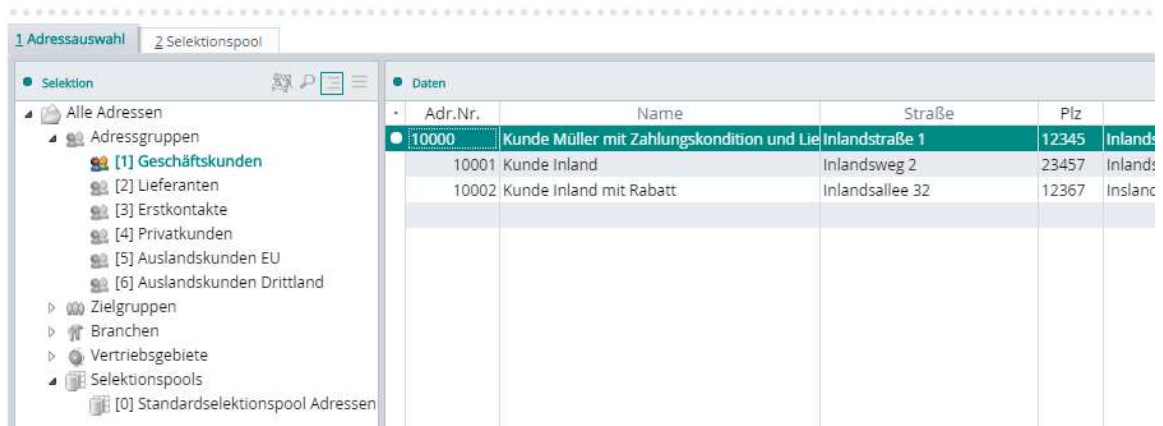 1 Adressauswahl
2 Selektionspool
Selektion
Alle Adressen
Adressgruppen
[1] Geschäftskunden
[2] Lieferanten
[3] Erstkontakte
[4] Privatkunden
[5] Auslandskunden EU
[6] Auslandskunden Drittland
Zielgruppen
Branchen
Vertriebsgebiete
Selektionspools
[0] Standardselektionspool Adressen
Daten
Adr.Nr. Name Straße Plz
10000 Kunde Müller mit Zahlungskondition und Lie Inlandstraße 1 12345 Inlands
10001 Kunde Inland Inlandsweg 2 23457 Inlands
10002 Kunde Inland mit Rabatt Inlandsallee 32 12367 Insland